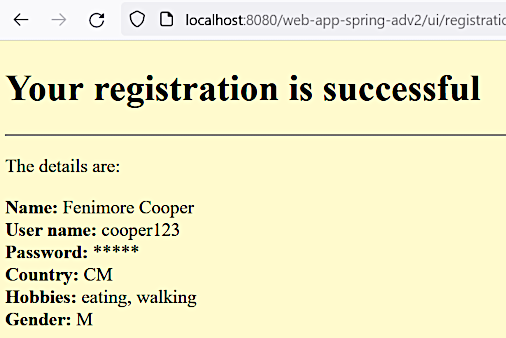 localhost:8080/web-app-spring-adv2/ui/registratio
Your registration is successful
The details are:
Name: Fenimore Cooper
User name: cooper123
Password: *****
Country: CM
Hobbies: eating, walking
Gender: M